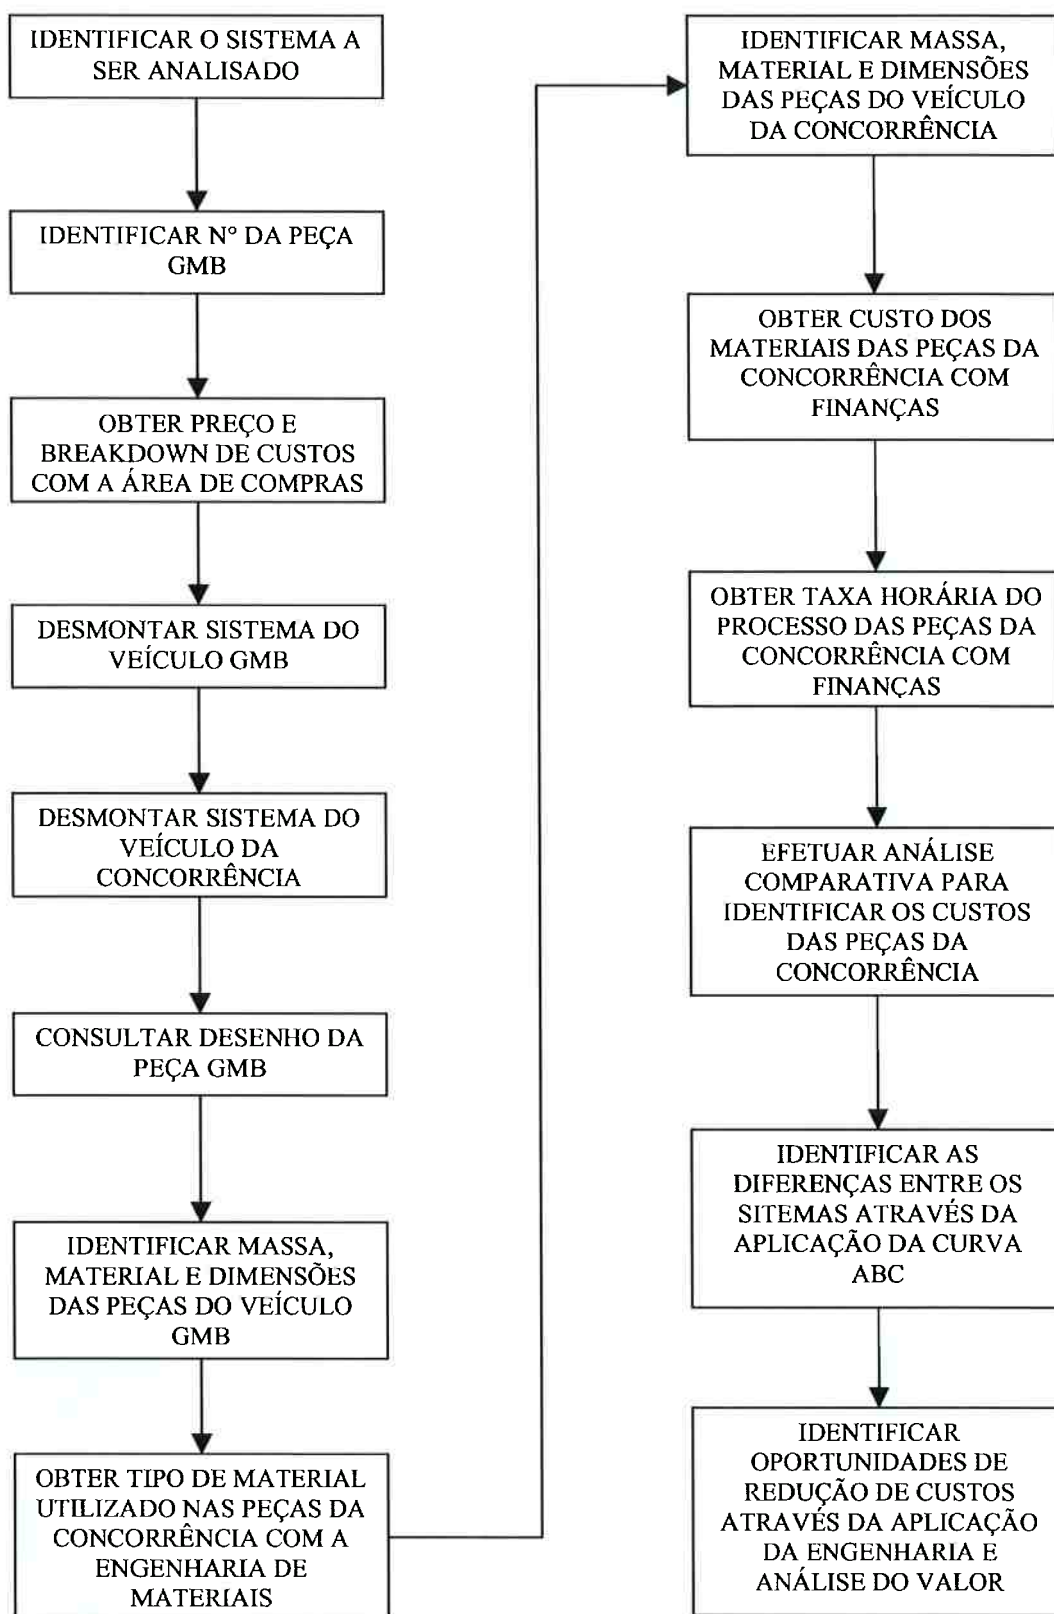 IDENTIFICAR O SISTEMA A
SER ANALISADO
IDENTIFICAR Nº DA PEÇA
GMB
OBTER PREÇO E
BREAKDOWN DE CUSTOS
COM A ÁREA DE COMPRAS
DESMONTAR SISTEMA DO
VEÍCULO GMB
DESMONTAR SISTEMA DO
VEÍCULO DA
CONCORRÊNCIA
CONSULTAR DESENHO DA
PEÇA GMB
IDENTIFICAR MASSA,
MATERIAL E DIMENSÕES
DAS PEÇAS DO VEÍCULO
GMB
OBTER TIPO DE MATERIAL
UTILIZADO NAS PEÇAS DA
CONCORRÊNCIA COM A
ENGENHARIA DE
MATERIAIS
IDENTIFICAR MASSA,
MATERIAL E DIMENSÕES
DAS PEÇAS DO VEÍCULO
DA CONCORRÊNCIA
OBTER CUSTO DOS
MATERIAIS DAS PEÇAS DA
CONCORRÊNCIA COM
FINANÇAS
OBTER TAXA HORÁRIA DO
PROCESSO DAS PEÇAS DA
CONCORRÊNCIA COM
FINANÇAS
EFETUAR ANÁLISE
COMPARATIVA PARA
IDENTIFICAR OS CUSTOS
DAS PEÇAS DA
CONCORRÊNCIA
IDENTIFICAR AS
DIFERENÇAS ENTRE OS
SITEMAS ATRAVÉS DA
APLICAÇÃO DA CURVA
ABC
IDENTIFICAR
OPORTUNIDADES DE
REDUÇÃO DE CUSTOS
ATRAVÉS DA APLICAÇÃO
DA ENGENHARIA E
ANÁLISE DO VALOR